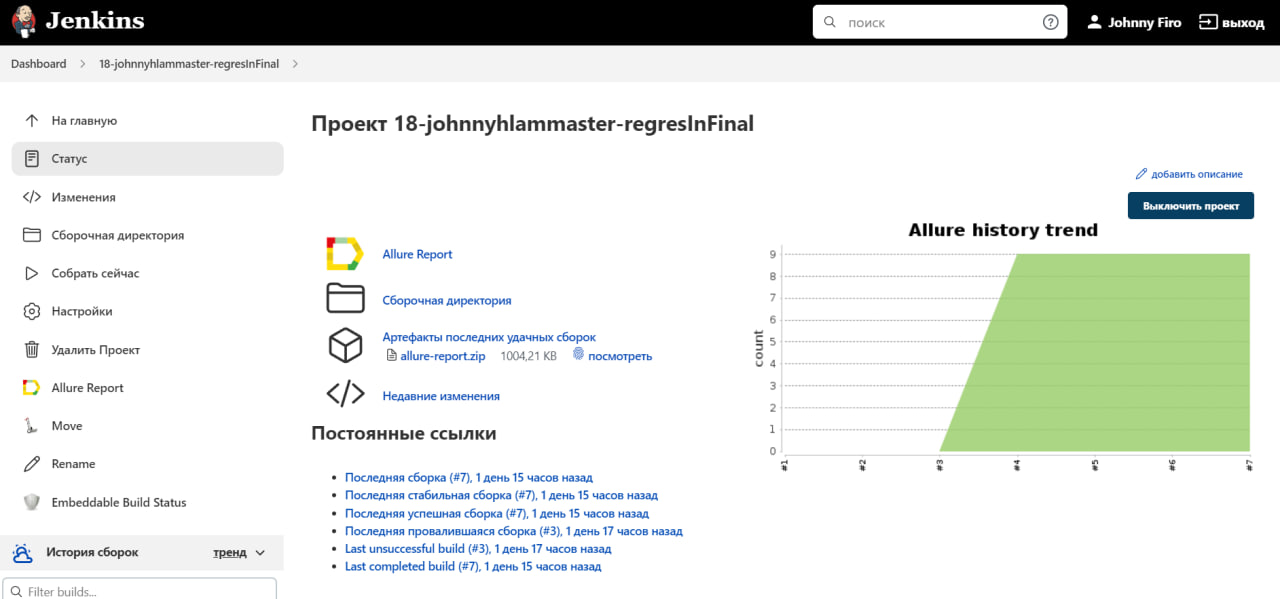 Jenkins
поиск
Johnny Firo
выход
Dashboard
18-johnnyhlammaster-regresInFinal
На главную
Статус
Изменения
Сборочная директория
Собрать сейчас
Настройки
Удалить Проект
Allure Report
Move
Rename
Embeddable Build Status
История сборок
тренд
Filter builds...
Проект 18-johnnyhlammaster-regresInFinal
добавить описание
Выключить проект
Allure Report
Сборочная директория
Артефакты последних удачных сборок
allure-report.zip 1004,21 KB посмотреть
Недавние изменения
Allure history trend
count
9
8
7
6
5
4
3
2
1
0
#1 #2 #3 #4 #5 #6 #7
Постоянные ссылки
Последняя сборка (#7), 1 день 15 часов назад
Последняя стабильная сборка (#7), 1 день 15 часов назад
Последняя успешная сборка (#7), 1 день 15 часов назад
Последняя провалившаяся сборка (#3), 1 день 17 часов назад
Last unsuccessful build (#3), 1 день 17 часов назад
Last completed build (#7), 1 день 15 часов назад